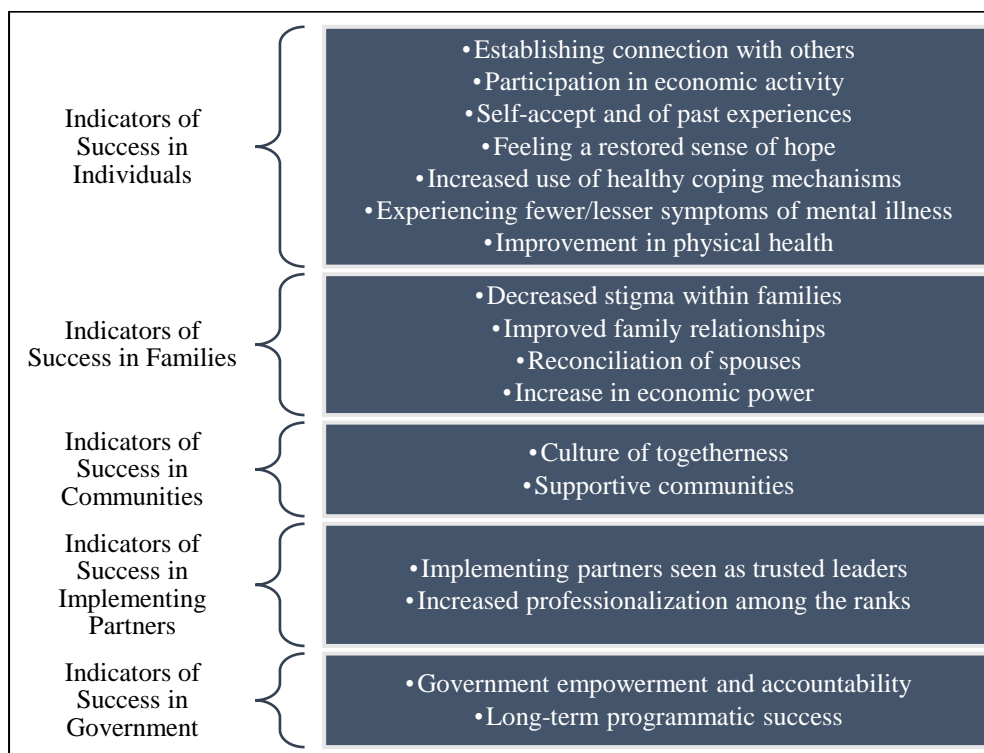 Indicators of
Success in
Individuals
•Establishing connection with others
•Participation in economic activity
•Self-accept and of past experiences
•Feeling a restored sense of hope
•Increased use of healthy coping mechanisms
•Experiencing fewer/lesser symptoms of mental illness
•Improvement in physical health
Indicators of
Success in Families
•Decreased stigma within families
•Improved family relationships
•Reconciliation of spouses
•Increase in economic power
Indicators of
Success in
Communities
•Culture of togetherness
•Supportive communities
Indicators of
Success in
Implementing
Partners
•Implementing partners seen as trusted leaders
•Increased professionalization among the ranks
Indicators of
Success in
Government
•Government empowerment and accountability
•Long-term programmatic success